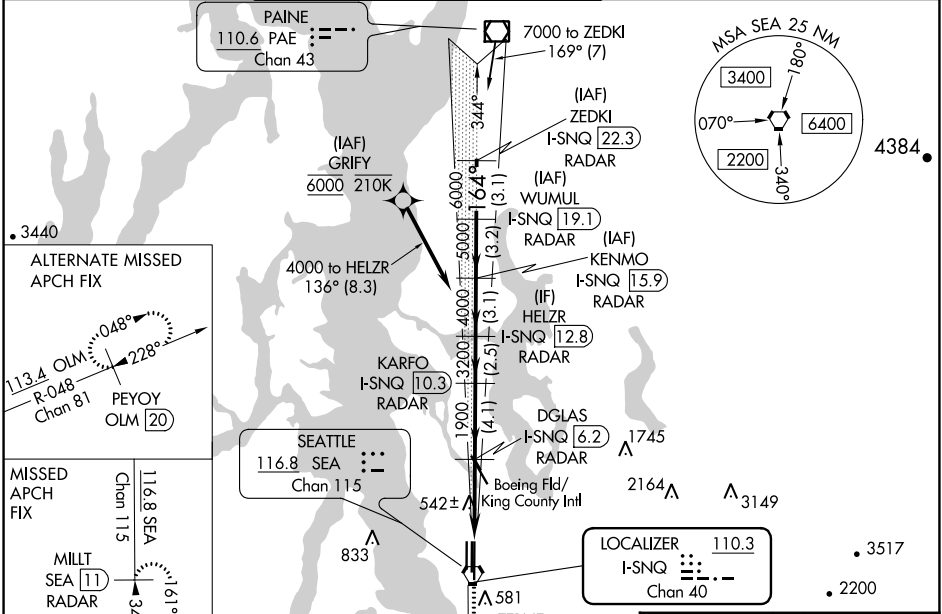 PAINE
110.6 PAE
Chan 43
7000 to ZEDKI
169° (7)
MSA SEA 25 NM
180°
3400
070°
6400
2200
340°
4384
344°
(IAF)
ZEDKI
I-SNQ 22.3
RADAR
(IAF)
GRIFY
6000 210K
6000
164°
(3.1)
(IAF)
WUMUL
I-SNQ 19.1
RADAR
3440
4000 to HELZR
136° (8.3)
5000
(3.2)
(IAF)
KENMO
I-SNQ 15.9
RADAR
ALTERNATE MISSED
APCH FIX
048°
228°
113.4 OLM
R-048
Chan 81
PEYOY
OLM 20
4000
(3.1)
(IF)
HELZR
I-SNQ 12.8
RADAR
3200
(2.5)
KARFO
I-SNQ 10.3
RADAR
1900
(4.1)
DGLAS
I-SNQ 6.2
RADAR
1745
SEATTLE
116.8 SEA
Chan 115
Boeing Fld/
King County Intl
542±
2164
3149
833
MISSED
APCH
FIX
116.8 SEA
Chan 115
MILLT
SEA 11
RADAR
161°
34
LOCALIZER 110.3
I-SNQ
Chan 40
3517
2200
581